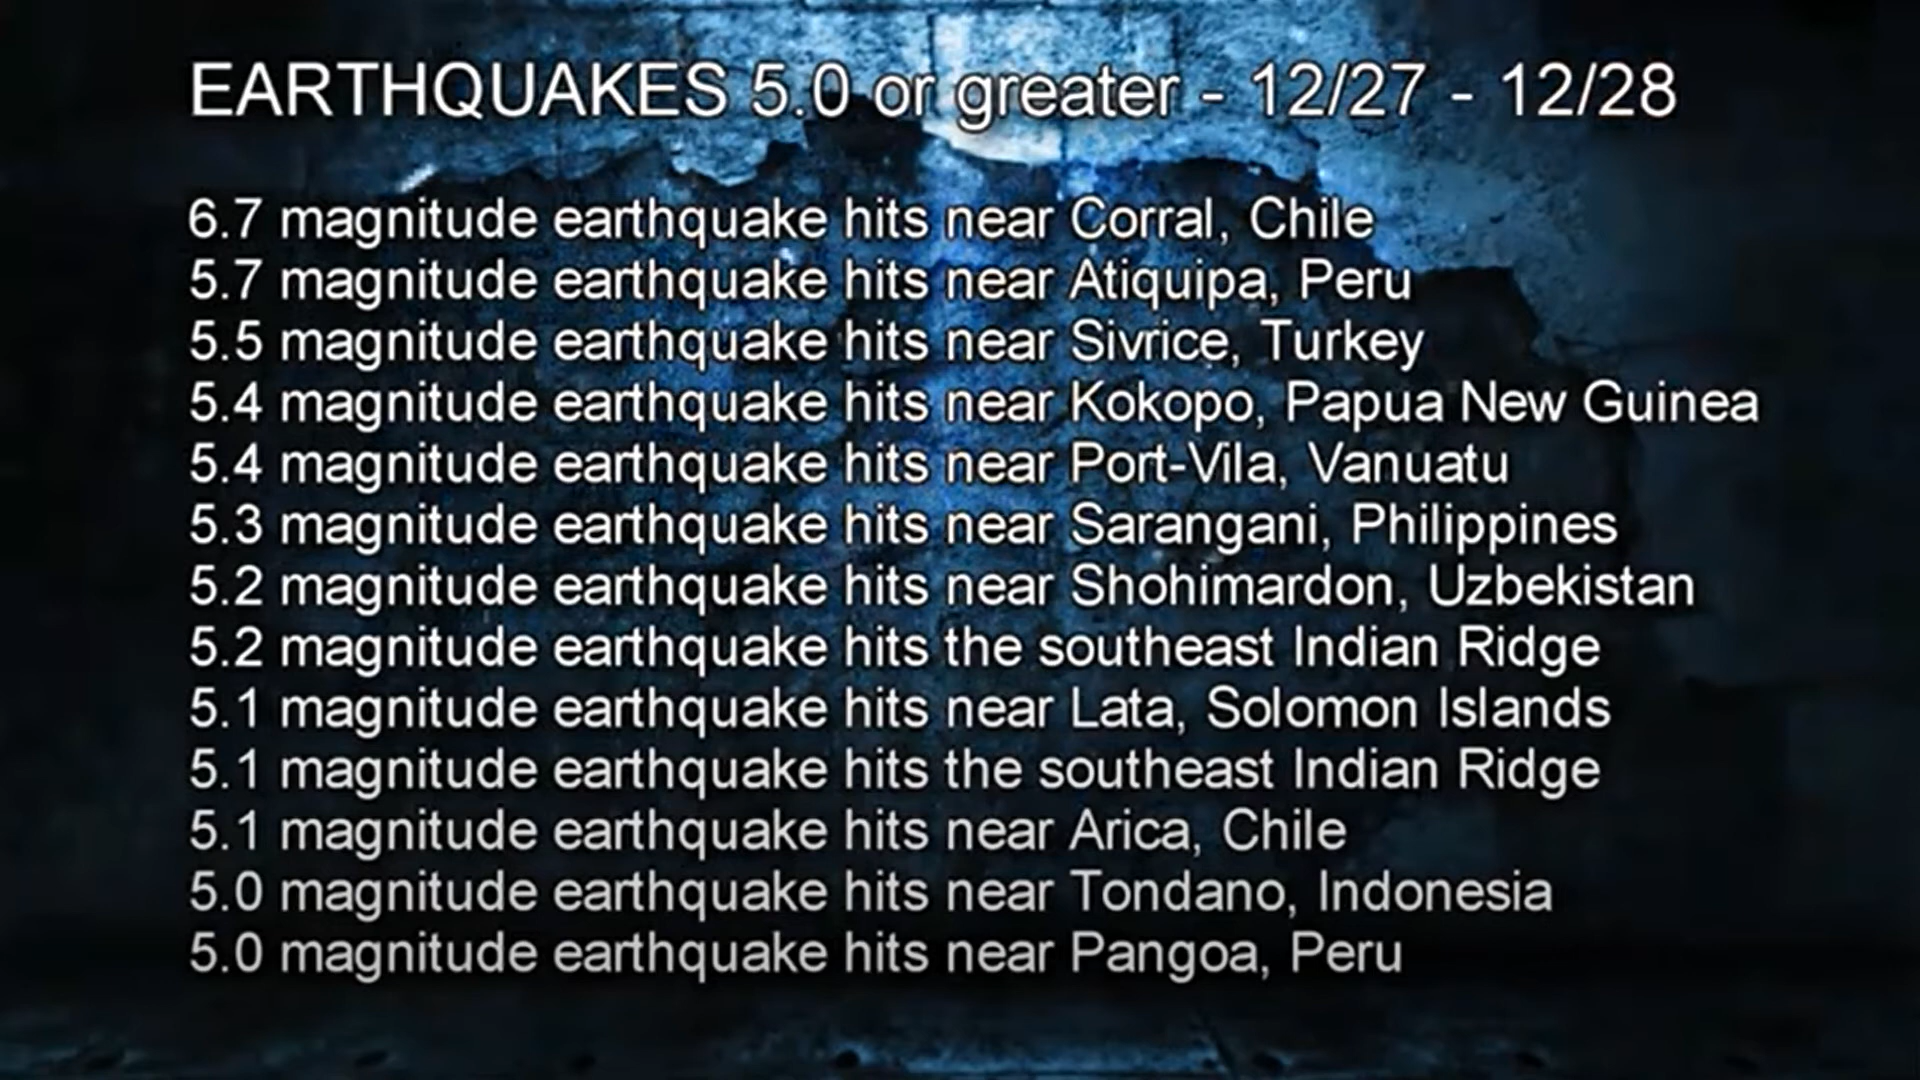 EARTHQUAKES 5.0 or greater - 12/27 - 12/28
6.7 magnitude earthquake hits near Corral, Chile
5.7 magnitude earthquake hits near Atiquipa, Peru
5.5 magnitude earthquake hits near Sivrice, Turkey
5.4 magnitude earthquake hits near Kokopo, Papua New Guinea
5.4 magnitude earthquake hits near Port-Vila, Vanuatu
5.3 magnitude earthquake hits near Sarangani, Philippines
5.2 magnitude earthquake hits near Shohimardon, Uzbekistan
5.2 magnitude earthquake hits the southeast Indian Ridge
5.1 magnitude earthquake hits near Lata, Solomon Islands
5.1 magnitude earthquake hits the southeast Indian Ridge
5.1 magnitude earthquake hits near Arica, Chile
5.0 magnitude earthquake hits near Tondano, Indonesia
5.0 magnitude earthquake hits near Pangoa, Peru